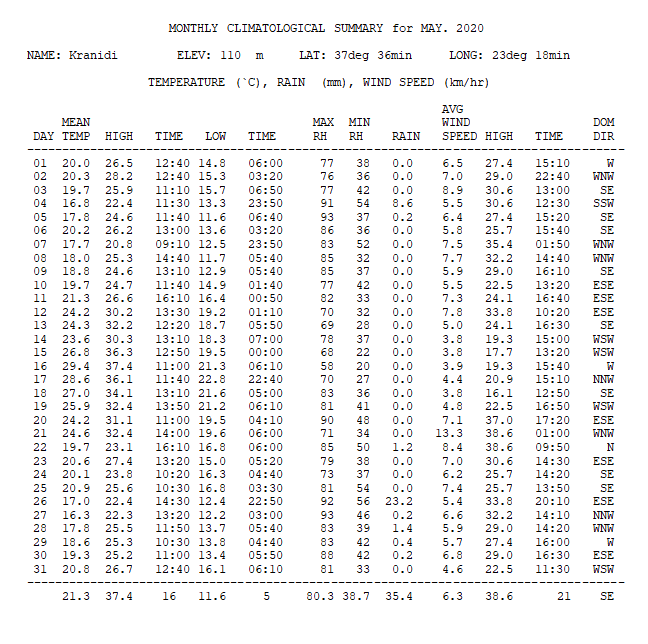 MONTHLY CLIMATOLOGICAL SUMMARY for MAY. 2020
NAME: Kranidi ELEV: 110 m LAT: 37deg 36min LONG: 23deg 18min
TEMPERATURE (`C), RAIN (mm), WIND SPEED (km/hr)
AVG
MEAN MAX MIN WIND DOM
DAY TEMP HIGH TIME LOW TIME RH RH RAIN SPEED HIGH TIME DIR
01 20.0 26.5 12:40 14.8 06:00 77 38 0.0 6.5 27.4 15:10 W
02 20.3 28.2 12:40 15.3 03:20 76 36 0.0 7.0 29.0 22:40 WNW
03 19.7 25.9 11:10 15.7 06:50 77 42 0.0 8.9 30.6 13:00 SE
04 16.8 22.4 11:30 13.3 23:50 91 54 8.6 5.5 30.6 12:30 SSW
05 17.8 24.6 11:40 11.6 06:40 93 37 0.2 6.4 27.4 15:20 SE
06 20.2 26.2 13:00 13.6 03:20 86 36 0.0 5.8 25.7 15:40 SE
07 17.7 20.8 09:10 12.5 23:50 83 52 0.0 7.5 35.4 01:50 WNW
08 18.0 25.3 14:40 11.7 05:40 85 32 0.0 7.7 32.2 14:40 WNW
09 18.8 24.6 13:10 12.9 05:40 85 37 0.0 5.9 29.0 16:10 SE
10 19.7 24.7 11:40 14.9 01:40 77 42 0.0 5.5 22.5 13:20 ESE
11 21.3 26.6 16:10 16.4 00:50 82 33 0.0 7.3 24.1 16:40 ESE
12 24.2 30.2 13:30 19.2 01:10 70 32 0.0 7.8 33.8 10:20 ESE
13 24.3 32.2 12:20 18.7 05:50 69 28 0.0 5.0 24.1 16:30 SE
14 23.6 30.3 13:10 18.3 07:00 78 37 0.0 3.8 19.3 15:00 WSW
15 26.8 36.3 12:50 19.5 00:00 68 22 0.0 3.8 17.7 13:20 WSW
16 29.4 37.4 11:00 21.3 06:10 58 20 0.0 3.9 19.3 15:40 W
17 28.6 36.1 11:40 22.8 22:40 70 27 0.0 4.4 20.9 15:10 NNW
18 27.0 34.1 13:10 21.6 05:00 83 36 0.0 3.8 16.1 12:50 SE
19 25.9 32.4 13:50 21.2 06:10 81 41 0.0 4.8 22.5 16:50 WSW
20 24.2 31.1 11:00 19.5 04:10 90 48 0.0 7.1 37.0 17:20 ESE
21 24.6 32.4 14:00 19.6 06:00 71 34 0.0 13.3 38.6 01:00 WNW
22 19.7 23.1 16:10 16.8 06:00 85 50 1.2 8.4 38.6 09:50 N
23 20.6 27.4 13:20 15.0 05:20 79 38 0.0 7.0 30.6 14:30 ESE
24 20.1 23.8 10:20 16.3 04:40 73 37 0.0 6.2 25.7 14:20 SE
25 20.9 25.6 10:30 16.8 03:30 81 54 0.0 7.4 25.7 13:50 SE
26 17.0 22.4 14:30 12.4 22:50 92 56 23.2 5.4 33.8 20:10 ESE
27 16.3 22.3 13:20 12.2 03:00 93 46 0.2 6.6 32.2 14:10 NNW
28 17.8 25.5 11:50 13.7 05:40 83 39 1.4 5.9 29.0 14:20 WNW
29 18.6 25.3 10:30 13.8 04:40 83 42 0.4 5.7 27.4 16:00 W
30 19.3 25.2 11:00 13.4 05:50 88 42 0.2 6.8 29.0 16:30 ESE
31 20.8 26.7 12:40 16.1 06:10 81 33 0.0 4.6 22.5 11:30 WSW
21.3 37.4 16 11.6 5 80.3 38.7 35.4 6.3 38.6 21 SE